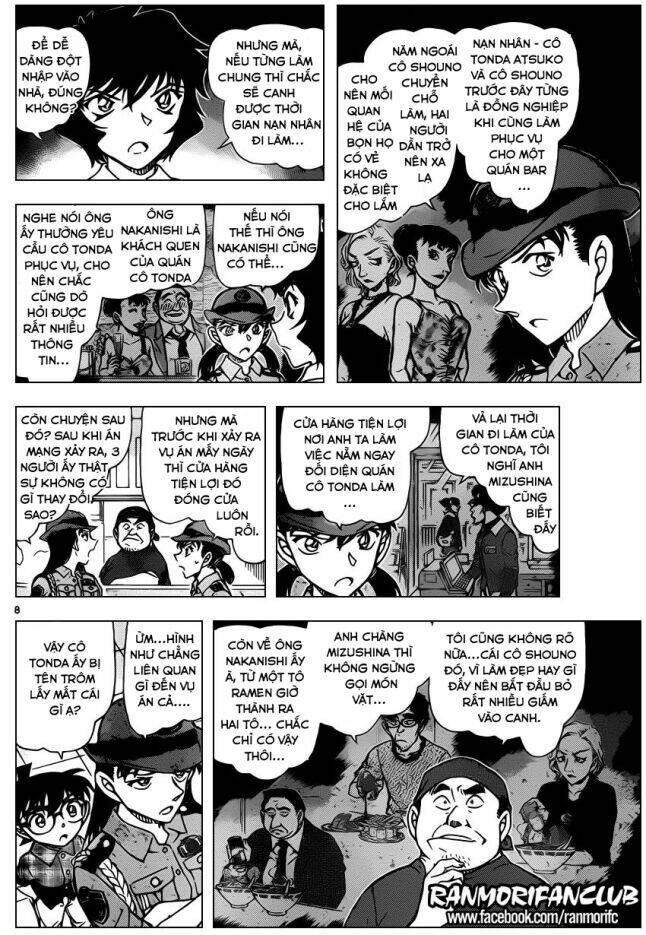 NẠN NHÂN - CÔ
TONDA ATSUKO
VÀ CÔ SHOUNO
TRƯỚC ĐÂY TỪNG
LÀ ĐỒNG NGHIỆP
KHI CÙNG LÀM
PHỤC VỤ
CHO MỘT
QUÁN BAR
...
NĂM NGOÁI
CÔ SHOUNO
CHUYỂN
CHỖ
LÀM, HAI
NGƯỜI
DẦN TRỞ
NÊN XA
LẠ
CHO
NÊN MỐI
QUAN
HỆ CỦA
BỌN HỌ
CÓ VẺ
KHÔNG
ĐẶC BIỆT
CHO LẮM
NHƯNG MÀ,
NẾU TỪNG LÀM
CHUNG THÌ CHẮC
SẼ CANH
ĐƯỢC THỜI
GIAN NẠN NHÂN
ĐI LÀM...
ĐỂ DỄ
DÀNG ĐỘT
NHẬP VÀO
NHÀ, ĐÚNG
KHÔNG?
NẾU NÓI
THẾ THÌ ÔNG
NAKANISHI CŨNG
CÓ THỂ...
ÔNG
NAKANISHI LÀ
KHÁCH QUEN
CỦA QUÁN
CÔ TONDA
NGHE NÓI ÔNG
ẤY THƯỜNG YÊU
CẦU CÔ TONDA
PHỤC VỤ, CHO
NÊN CHẮC
CŨNG DÒ
HỎI ĐƯỢC
RẤT NHIỀU
THÔNG
TIN...
VẢ LẠI THỜI
GIAN ĐI LÀM CỦA
CÔ TONDA, TÔI
NGHĨ ANH
MIZUSHINA
CŨNG
BIẾT
ĐẤY
CỬA HÀNG TIỆN LỢI
NƠI ANH TA LÀM
VIỆC NẰM NGAY
ĐỐI DIỆN QUÁN
CÔ TONDA LÀM
...
NHƯNG MÀ
TRƯỚC KHI XẢY RA
VỤ ÁN MẤY NGÀY
THÌ CỬA HÀNG
TIỆN LỢI ĐÓ
ĐÓNG CỬA
LUÔN
RỒI.
CÒN CHUYỆN SAU
ĐÓ? SAU KHI ÁN
MẠNG XẢY RA, 3
NGƯỜI ẤY THẬT
SỰ KHÔNG CÓ
GÌ THAY ĐỔI
SAO?
8
TÔI CŨNG KHÔNG RÕ
NỮA...CÁI CÔ SHOUNO
ĐÓ, VÌ LÀM ĐẸP HAY GÌ
ĐẤY NÊN BẮT ĐẦU BỎ
RẤT NHIỀU GIẤM
VÀO CANH.
ANH CHÀNG
MIZUSHINA THÌ
KHÔNG NGỪNG
GỌI MÓN
VẶT...
CÒN VỀ ÔNG
NAKANISHI ẤY
À, TỪ MỘT TÔ
RAMEN GIỜ
THÀNH RA
HAI TÔ... CHẮC
CHỈ CÓ VẬY
THÔI...
ỪM...HÌNH
NHƯ CHẲNG
LIÊN QUAN
GÌ ĐẾN VỤ
ÁN CẢ....
VẬY CÔ
TONDA ẤY BỊ
TÊN TRỘM
LẤY MẤT CÁI
GÌ Ạ?
RANMORIFANCLUB
www.facebook.com/ranmorifc